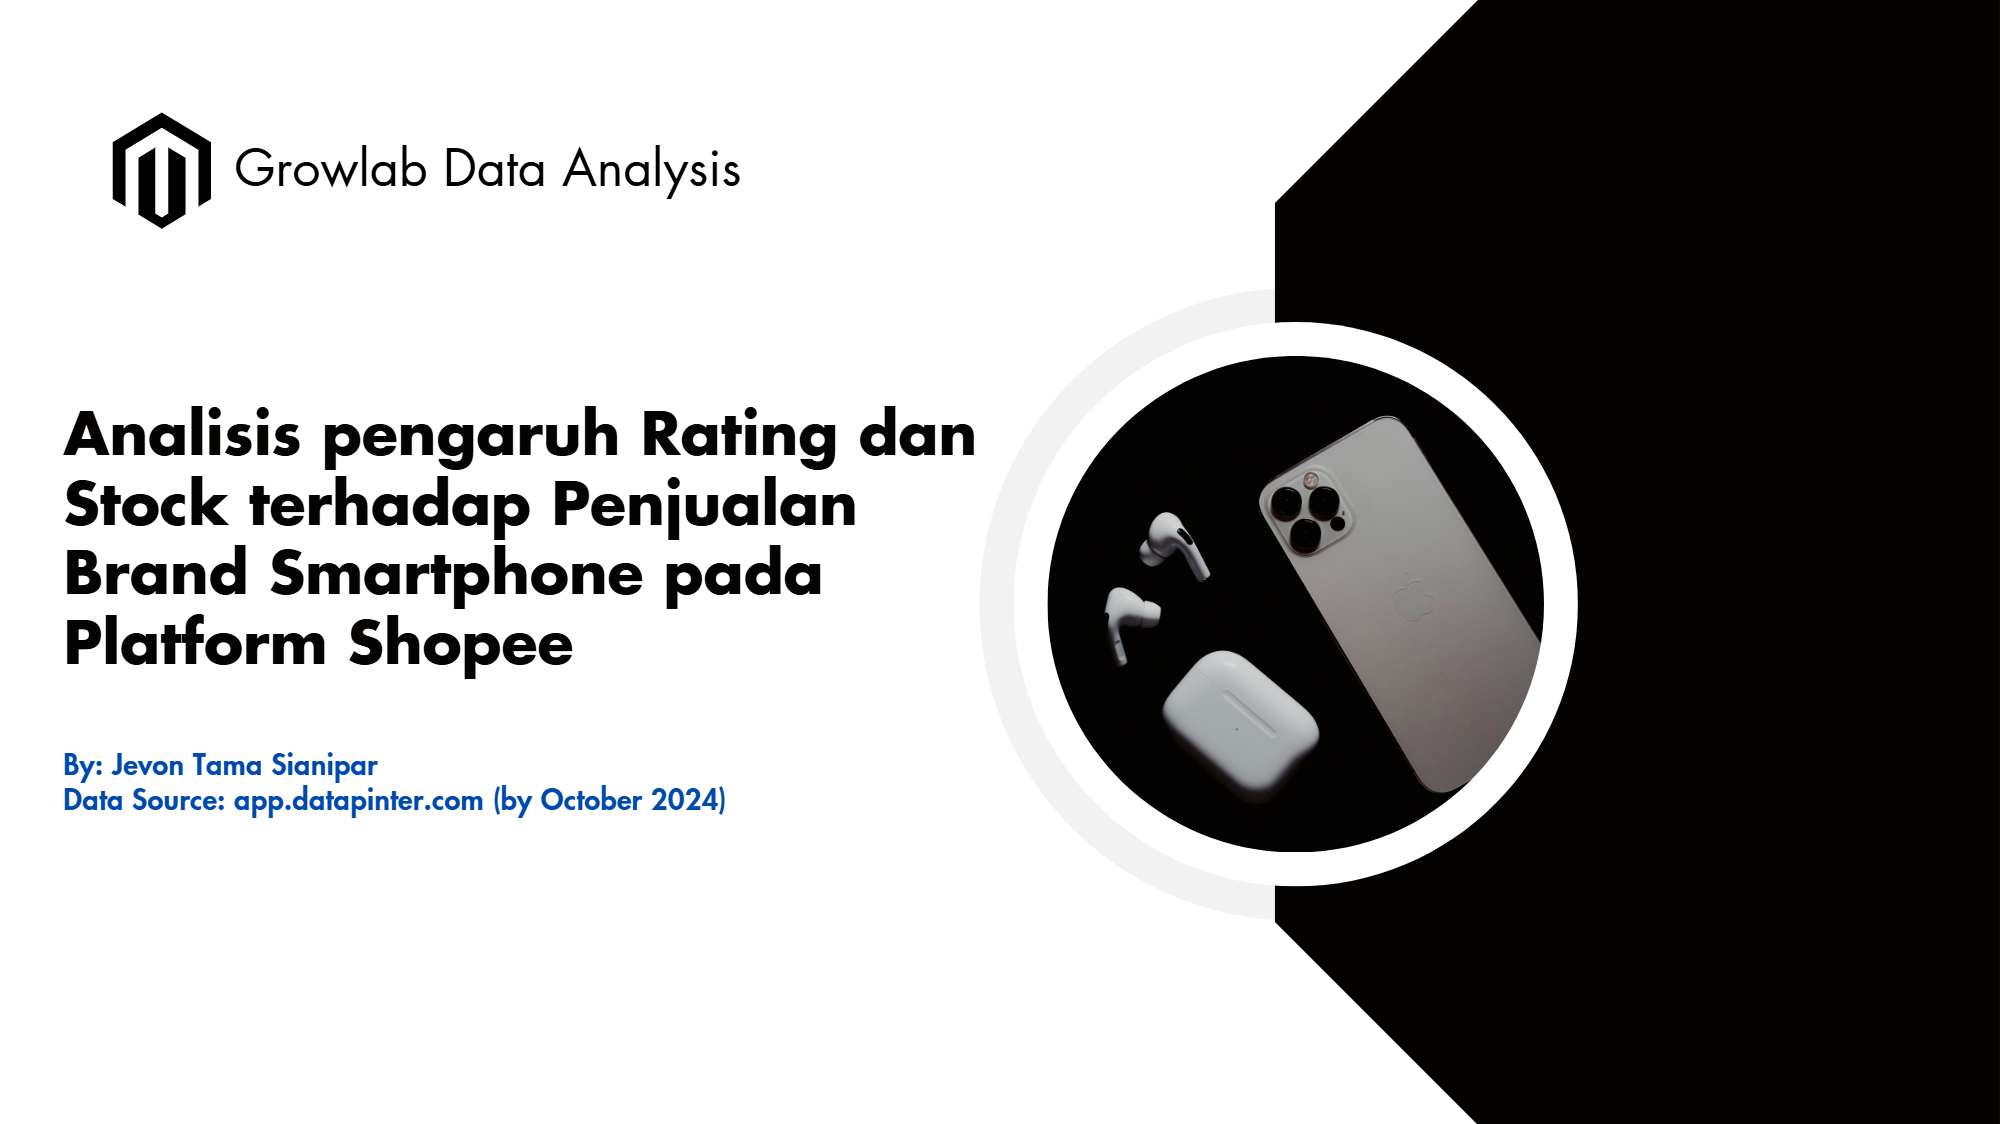 Growlab Data Analysis
Analisis pengaruh Rating dan
Stock terhadap Penjualan
Brand Smartphone pada
Platform Shopee
By: Jevon Tama Sianipar
Data Source: app.datapinter.com (by October 2024)